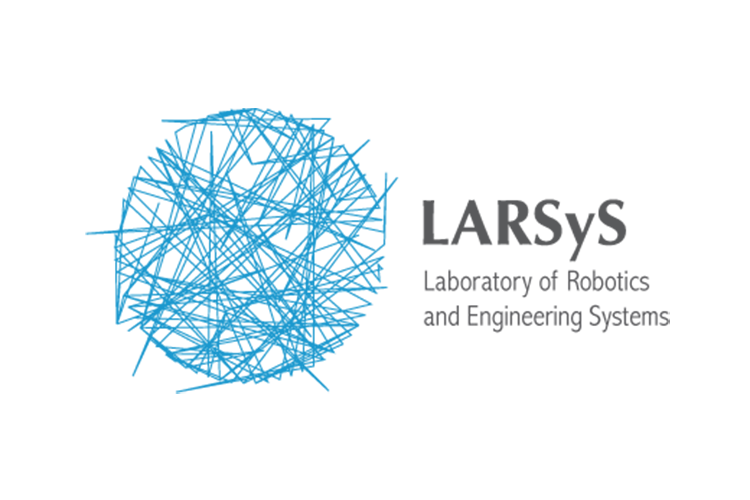 LARSyS
Laboratory of Robotics
and Engineering Systems